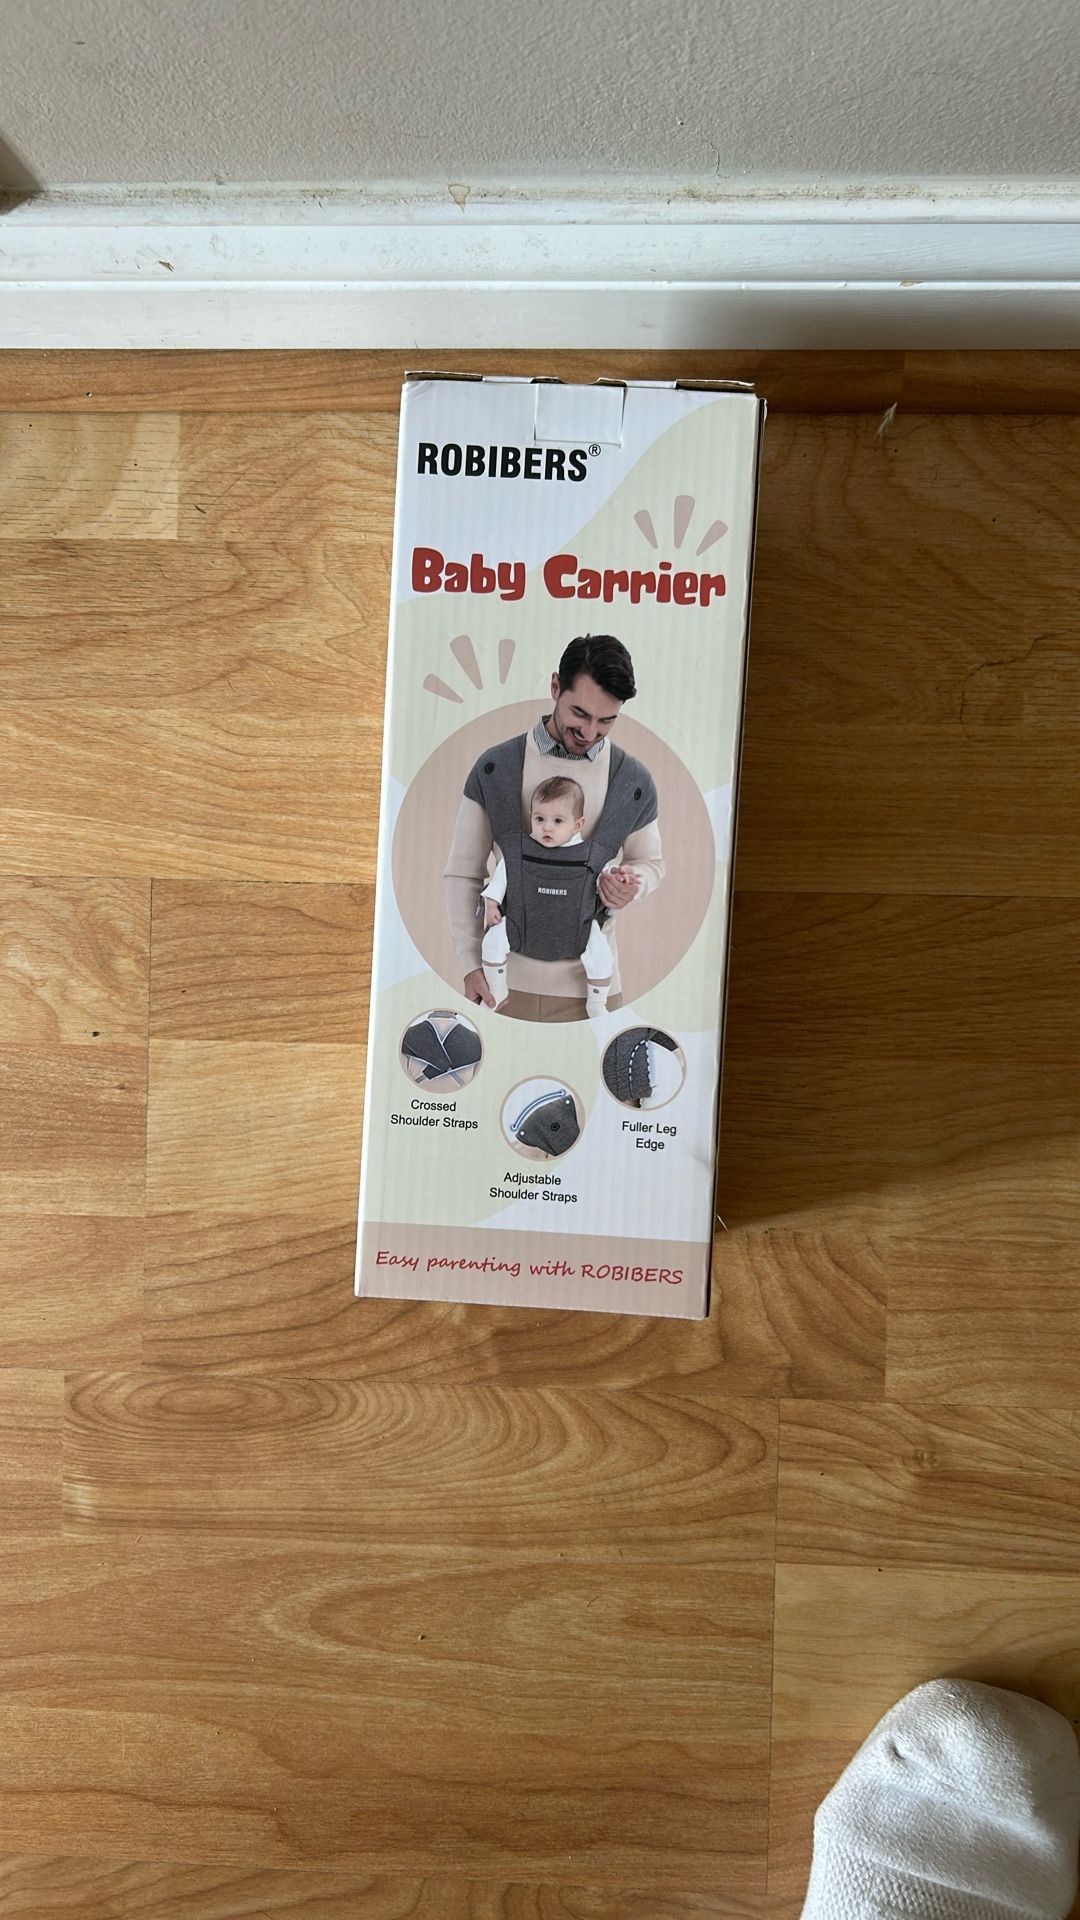 ROBIBERS®
Baby Carrier
ROBIBERS
Crossed
Shoulder Straps
Adjustable
Shoulder Straps
Fuller Leg
Edge
Easy parenting with ROBIBERS